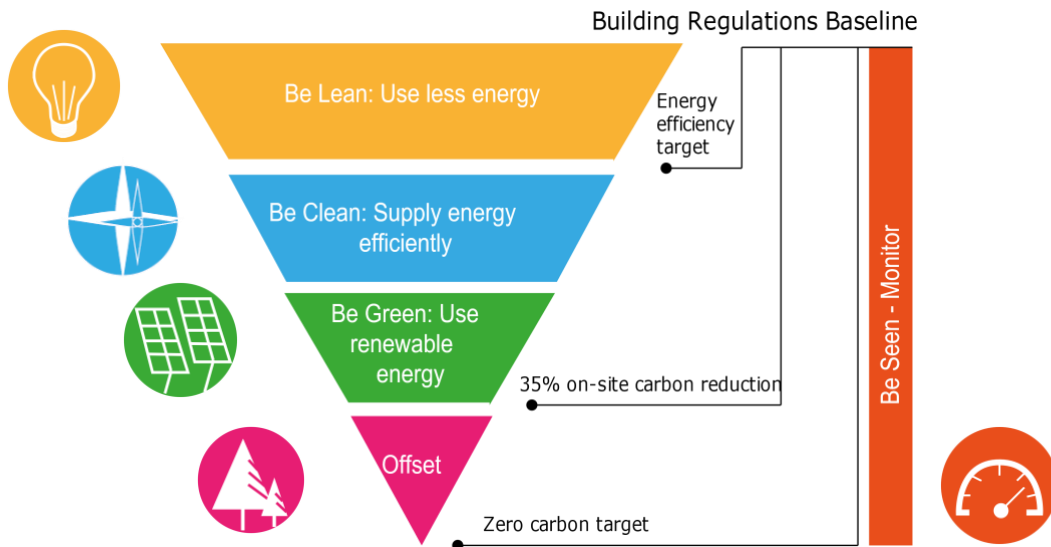 Building Regulations Baseline
Be Lean: Use less energy
Energy
efficiency
target
Be Clean: Supply energy
efficiently
Be Green: Use
renewable
energy
35% on-site carbon reduction
Offset
Zero carbon target
Be Seen - Monitor